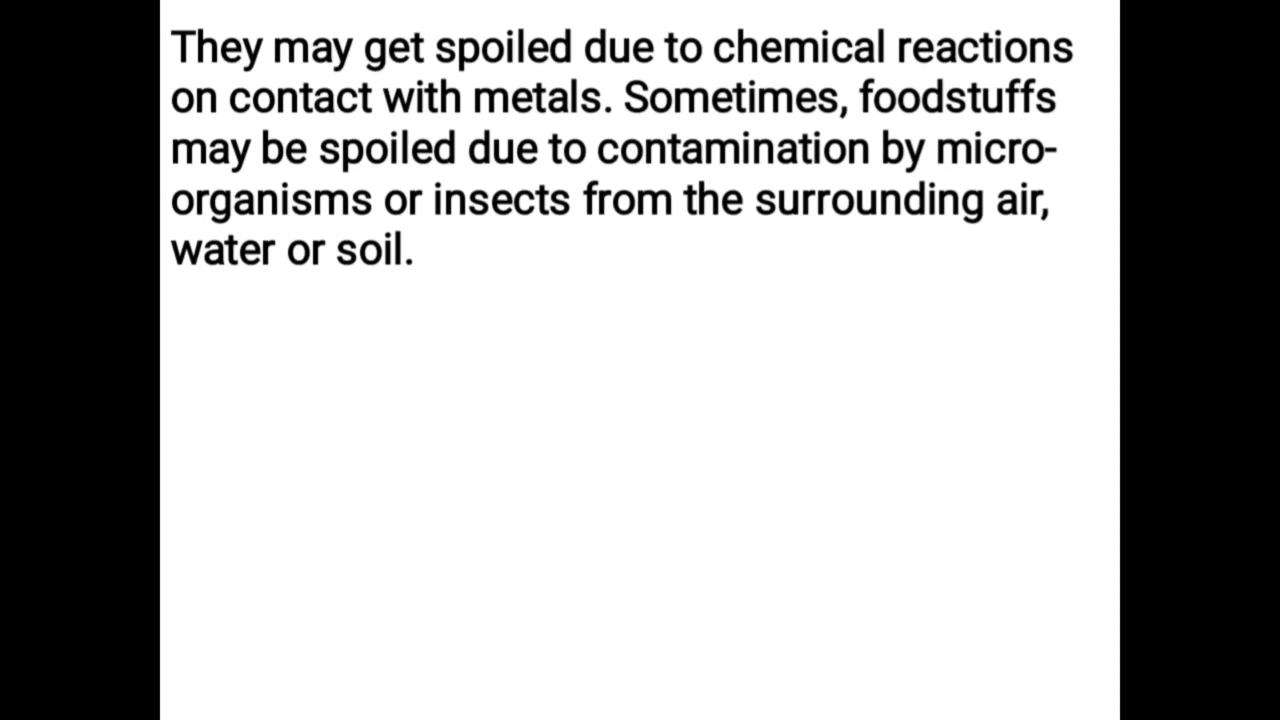 They may get spoiled due to chemical reactions
on contact with metals. Sometimes, foodstuffs
may be spoiled due to contamination by micro-
organisms or insects from the surrounding air,
water or soil.